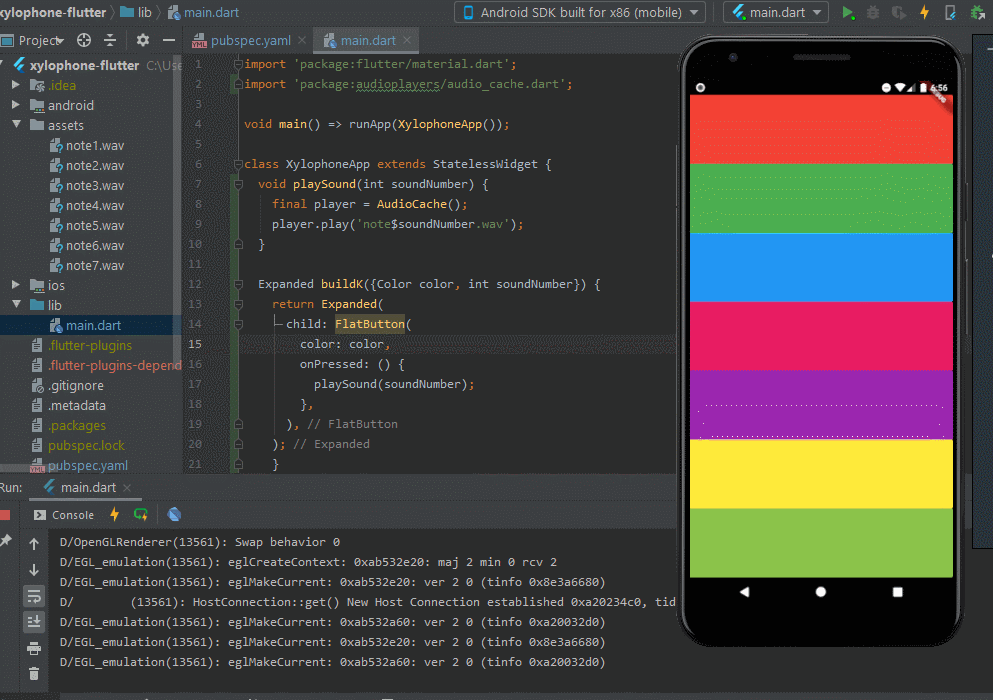 xylophone-flutter lib main.dart
Android SDK built for x86 (mobile)
main.dart
Project
pubspec.yaml
main.dart
xylophone-flutter
.idea
android
assets
note1.wav
note2.wav
note3.wav
note4.wav
note5.wav
note6.wav
note7.wav
ios
lib
main.dart
.flutter-plugins
.flutter-plugins-depend
.gitignore
.metadata
.packages
pubspec.lock
pubspec.yaml
1 import 'package:flutter/material.dart';
2 import 'package:audioplayers/audio_cache.dart';
3
4 void main() => runApp(XylophoneApp());
5
6 class XylophoneApp extends StatelessWidget {
7 void playSound(int soundNumber) {
8 final player = AudioCache();
9 player.play('note$soundNumber.wav');
10 }
11
12 Expanded buildK({Color color, int soundNumber}) {
13 return Expanded(
14 child: FlatButton(
15 color: color,
16 onPressed: () {
17 playSound(soundNumber);
18 },
19 ), // FlatButton
20 ); // Expanded
21 }
6:56
Run: main.dart
Console
D/OpenGLRenderer(13561): Swap behavior 0
D/EGL_emulation(13561): eglCreateContext: 0xab532e20: maj 2 min 0 rcv 2
D/EGL_emulation(13561): eglMakeCurrent: 0xab532e20: ver 2 0 (tinfo 0x8e3a6680)
D/ (13561): HostConnection::get() New Host Connection established 0xa20234c0, tid
D/EGL_emulation(13561): eglMakeCurrent: 0xab532a60: ver 2 0 (tinfo 0xa20032d0)
D/EGL_emulation(13561): eglMakeCurrent: 0xab532e20: ver 2 0 (tinfo 0x8e3a6680)
D/EGL_emulation(13561): eglMakeCurrent: 0xab532a60: ver 2 0 (tinfo 0xa20032d0)